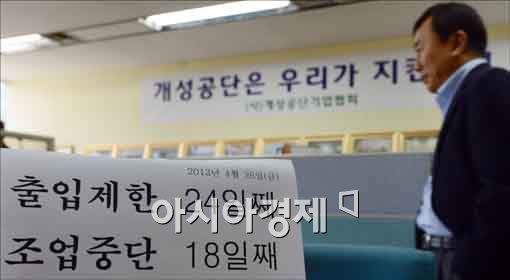 개성공단은 우리가 지킨
(사)개성공단기업협회
2013년 4월 26일(금)
출입제한 24일째
아시아경제
조업중단 18일째